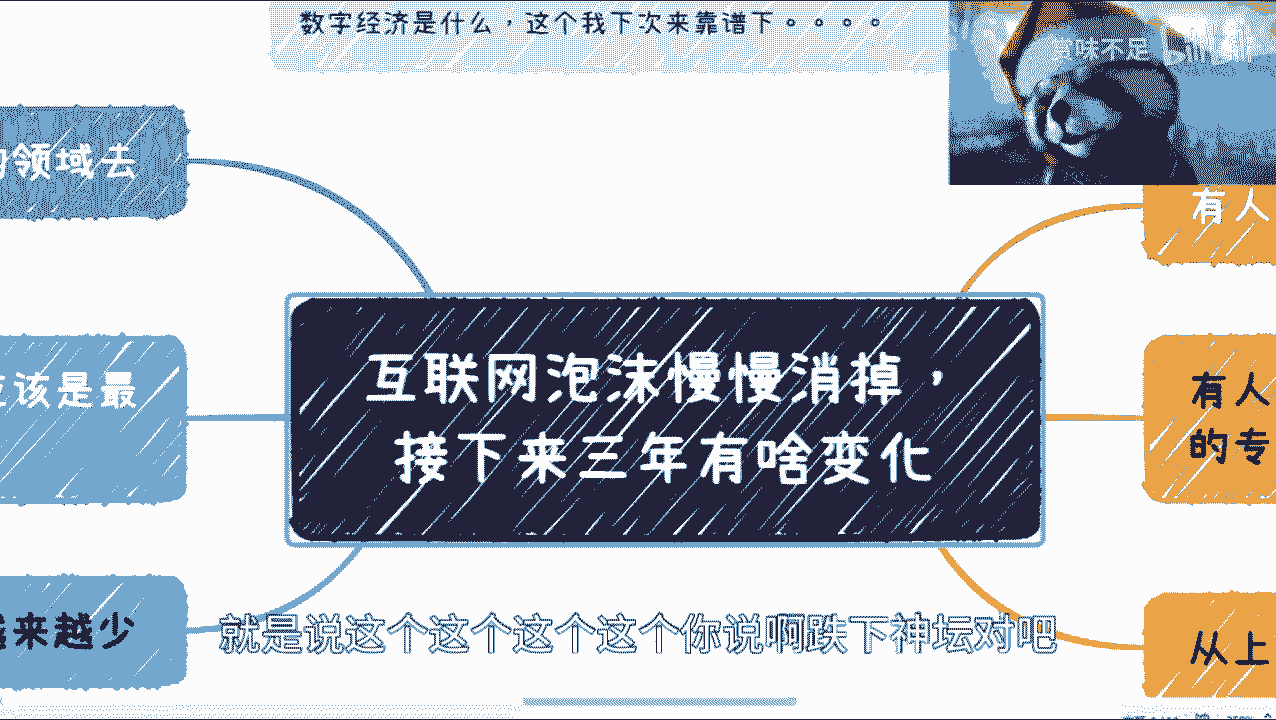 数字经济是什么，这个我下次来靠谱下。。。。
赏味不足
的领域去
有人
互联网泡沫慢慢消掉，
接下来三年有啥变化
应该是最
有人
的专
越来越少
就是说这个这个这个这个你说啊跌下神坛对吧
从上